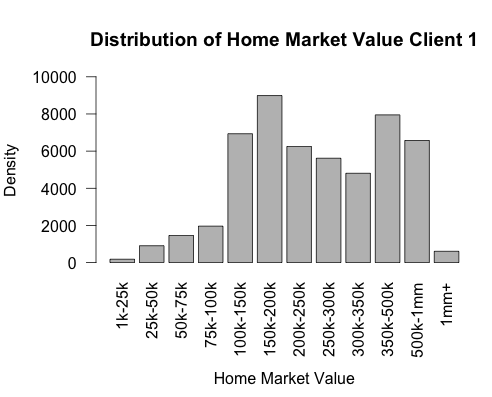 Distribution of Home Market Value Client 1
10000
8000
6000
4000
2000
0
Density
1k-25k
25k-50k
50k-75k
75k-100k
100k-150k
150k-200k
200k-250k
250k-300k
300k-350k
350k-500k
500k-1mm
1mm+
Home Market Value